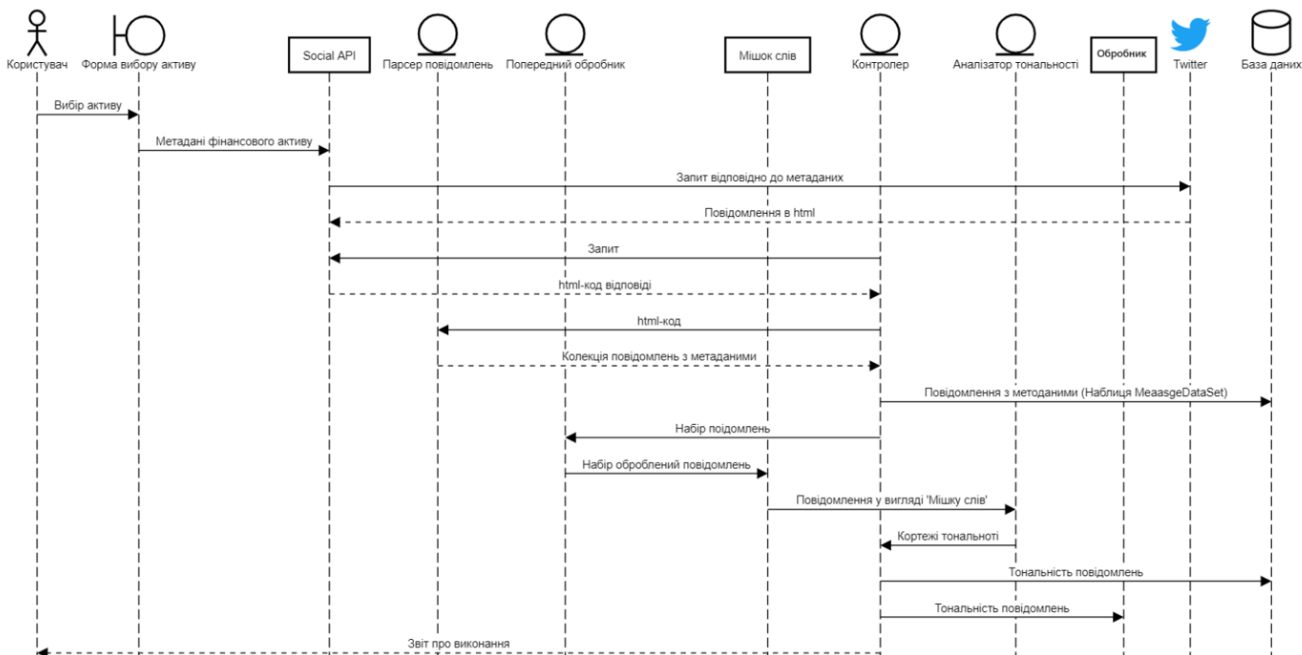 Користувач
Форма вибору активу
Social API
Парсер повідомлень
Попередний обробник
Мішок слів
Контролер
Аналізатор тональності
Обробник
Twitter
База даних
Вибір активу
Метадані фінансового активу
Запит відповідно до метаданих
Повідомлення в html
Запит
html-код відповіді
html-код
Колекція повідомлень з метаданими
Повідомлення з методаними (Наблиця MeaasgeDataSet)
Набір поідомлень
Набір оброблений повідомлень
Повідомлення у вигляді 'Мішку слів'
Кортежі тональноті
Тональність повідомлень
Тональність повідомлень
Звіт про виконання